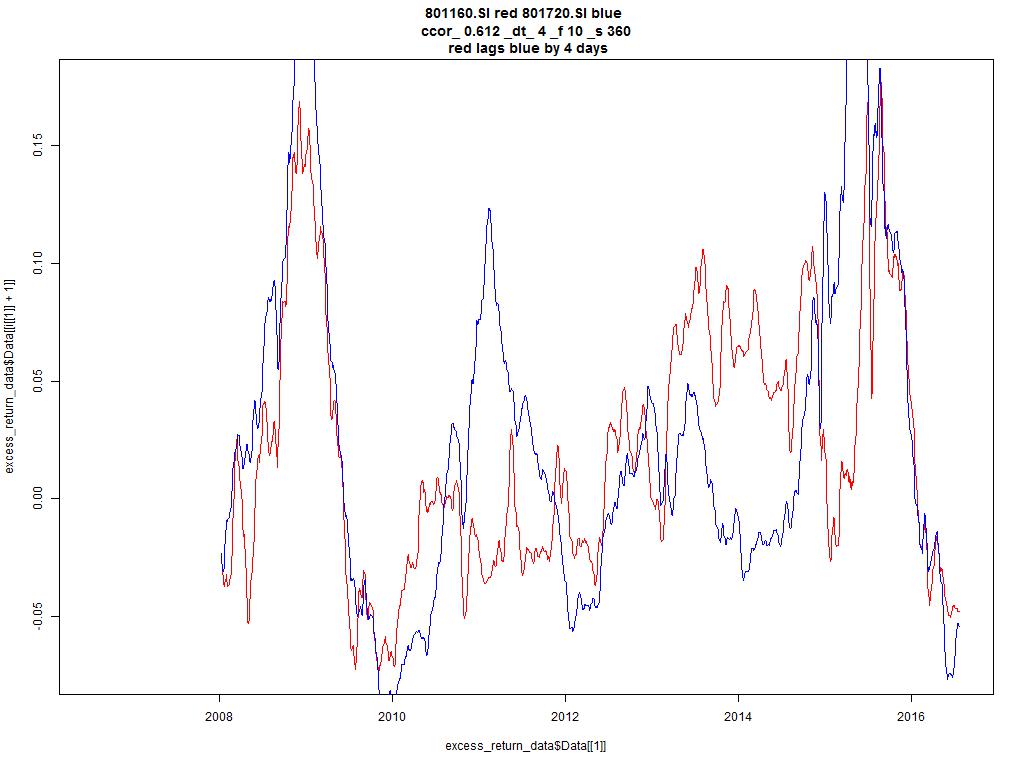 801160.SI red 801720.SI blue
ccor_ 0.612 _dt_ 4 _f 10 _s 360
red lags blue by 4 days
excess_return_data$Data[[i[[1]] + 1]]
0.15
0.10
0.05
0.00
-0.05
2008
2010
2012
2014
2016
excess_return_data$Data[[1]]